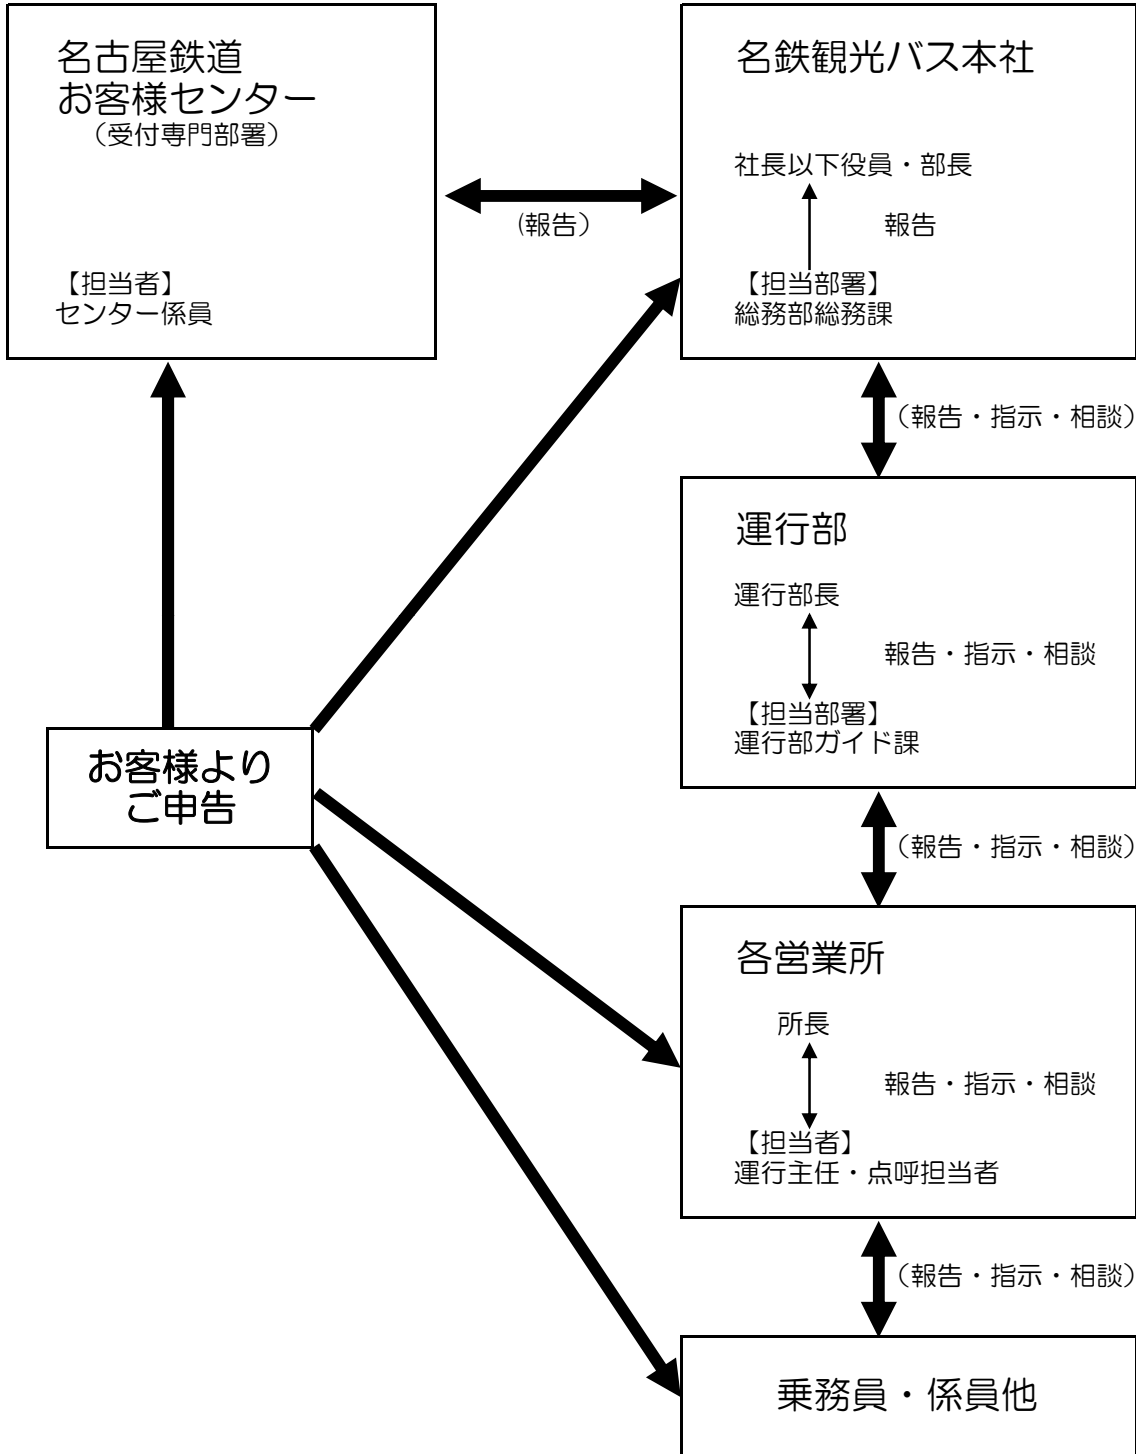 名古屋鉄道
お客様センター
（受付専門部署）
【担当者】
センター係員
(報告）
名鉄観光バス本社
社長以下役員・部長
報告
【担当部署】
総務部総務課
（報告・指示・相談）
運行部
運行部長
報告・指示・相談
【担当部署】
運行部ガイド課
お客様より
ご申告
（報告・指示・相談）
各営業所
所長
報告・指示・相談
【担当者】
運行主任・点呼担当者
（報告・指示・相談）
乗務員・係員他